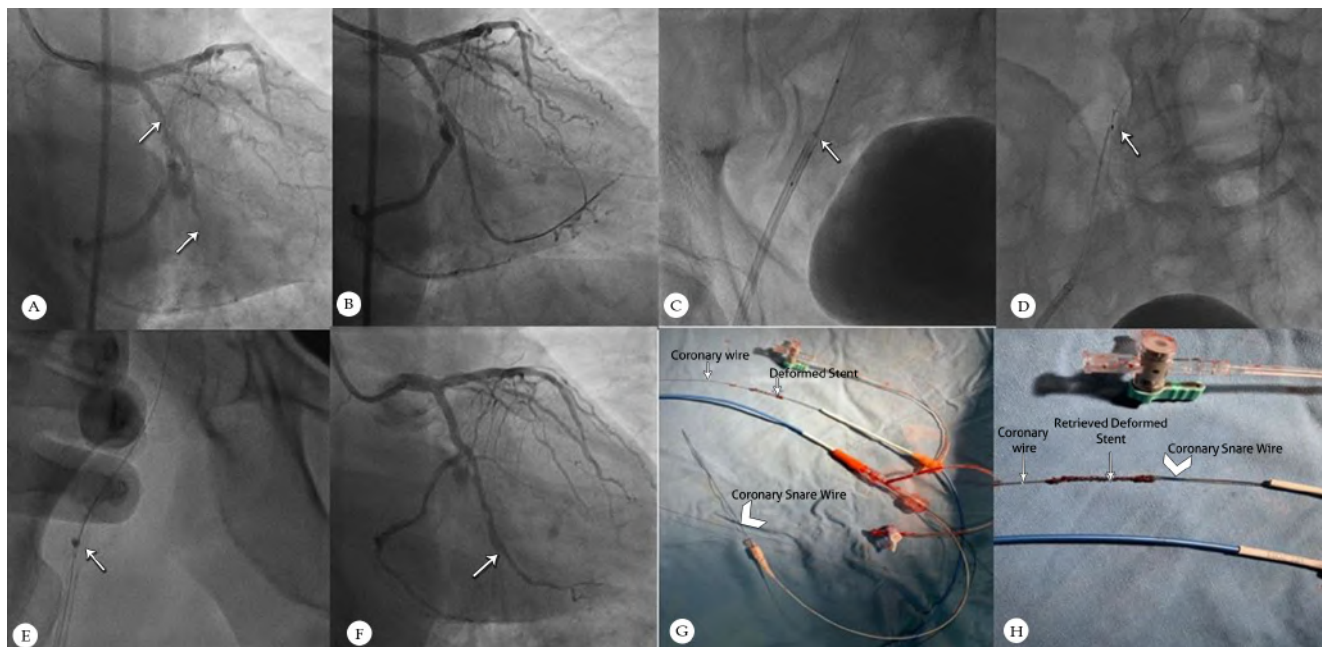 A
B
C
D
E
F
Coronary wire
Deformed Stent
Coronary Snare Wire
G
Coronary
wire
Retrieved Deformed
Stent
Coronary Snare Wire
H